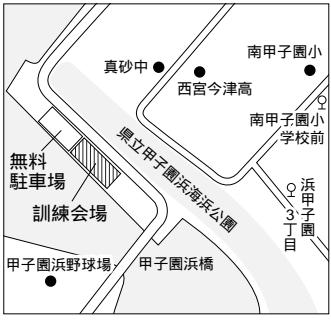 南甲子園小
真砂中
西宮今津高
南甲子園小
学校前
県立甲子園浜海浜公園
無料
駐車場
訓練会場
浜甲子園
3丁目
甲子園浜野球場
甲子園浜橋